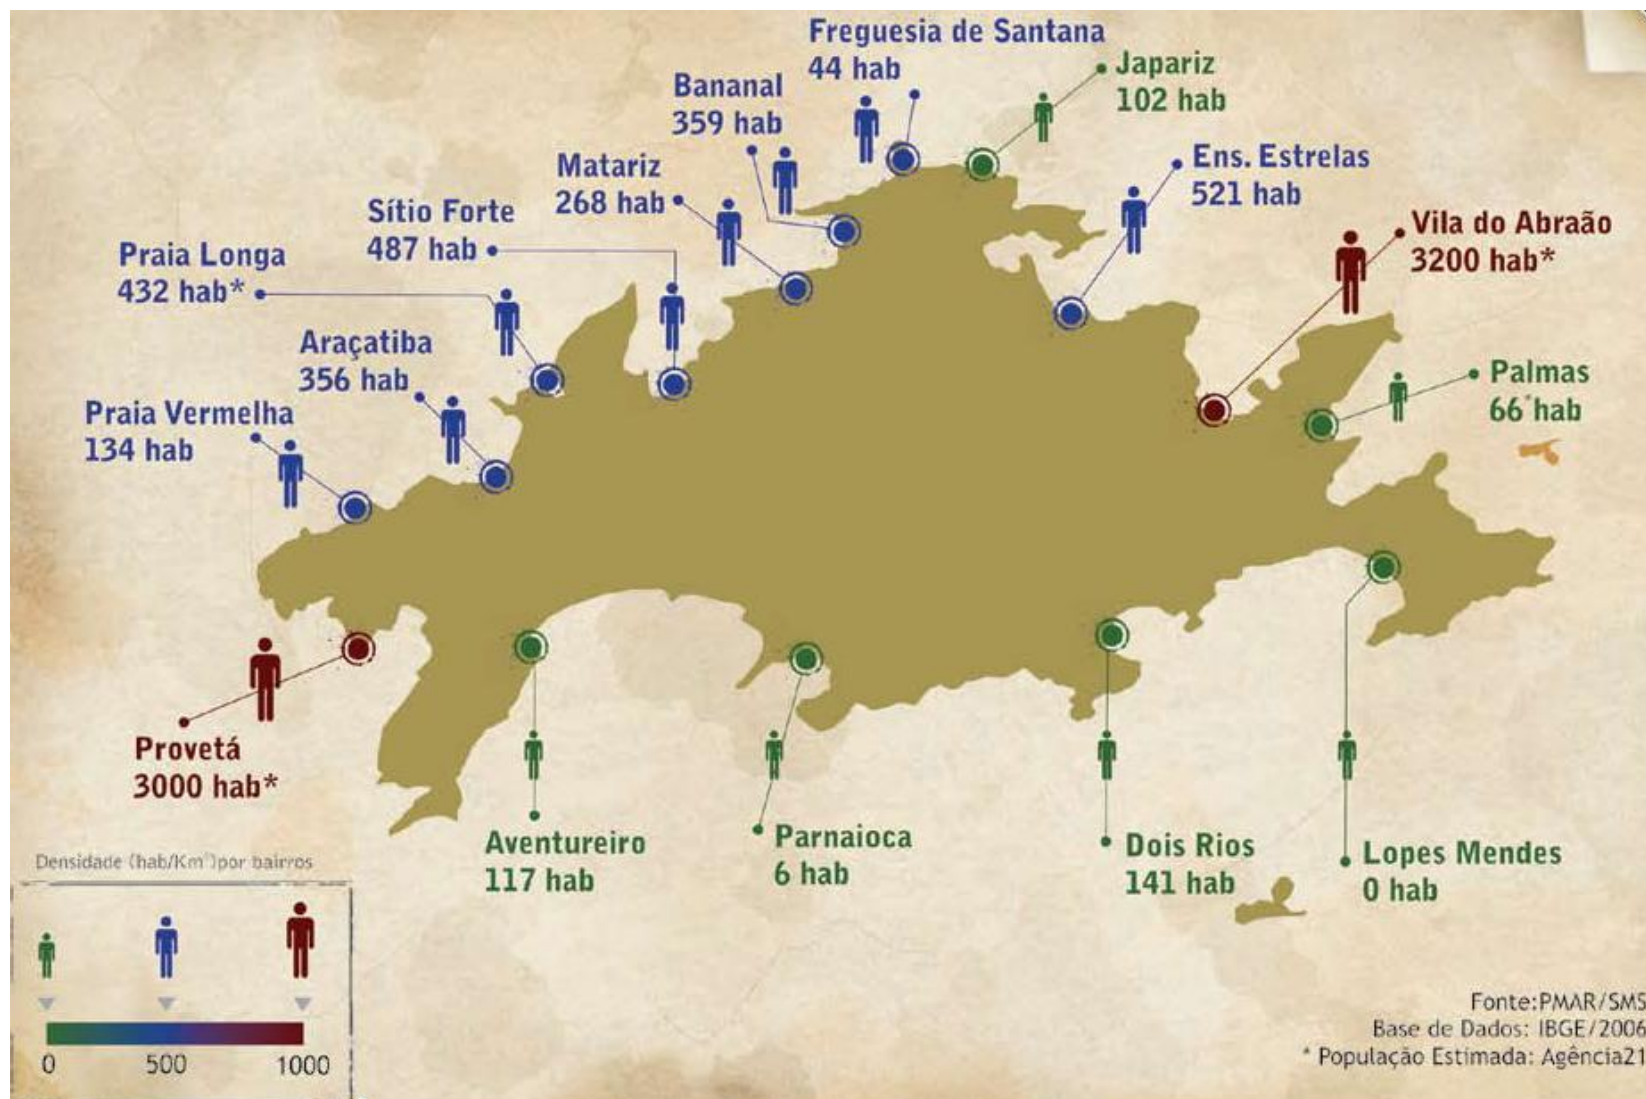 Freguesia de Santana
44 hab
Japariz
102 hab
Bananal
359 hab
Ens. Estrelas
521 hab
Matariz
268 hab
Sítio Forte
487 hab
Vila do Abraão
3200 hab*
Praia Longa
432 hab*
Araçatiba
356 hab
Palmas
66*hab
Praia Vermelha
134 hab
Provetá
3000 hab*
Aventureiro
117 hab
Parnaioca
6 hab
Dois Rios
141 hab
Lopes Mendes
0 hab
Densidade (hab/Km²)por bairros
0 500 1000
Fonte:PMAR/SMS
Base de Dados: IBGE/2006
* População Estimada: Agência21